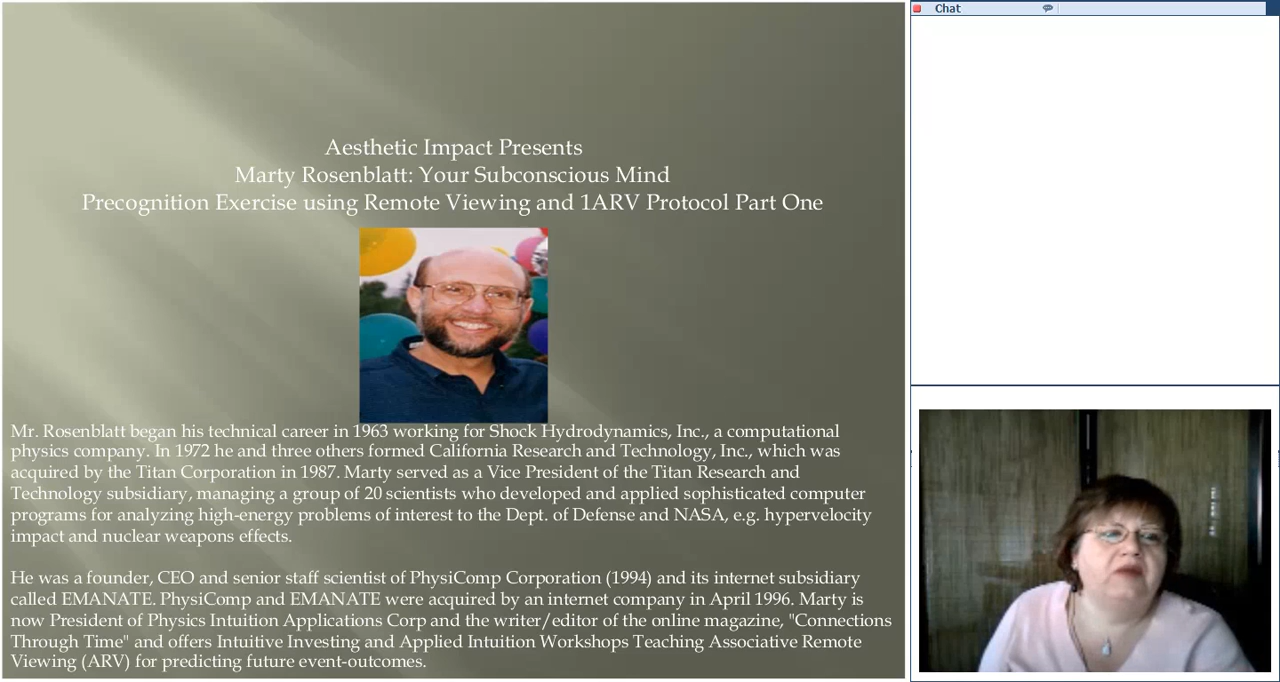 Aesthetic Impact Presents
Marty Rosenblatt: Your Subconscious Mind
Precognition Exercise using Remote Viewing and 1ARV Protocol Part One
Mr. Rosenblatt began his technical career in 1963 working for Shock Hydrodynamics, Inc., a computational
physics company. In 1972 he and three others formed California Research and Technology, Inc., which was
acquired by the Titan Corporation in 1987. Marty served as a Vice President of the Titan Research and
Technology subsidiary, managing a group of 20 scientists who developed and applied sophisticated computer
programs for analyzing high-energy problems of interest to the Dept. of Defense and NASA, e.g. hypervelocity
impact and nuclear weapons effects.
He was a founder, CEO and senior staff scientist of PhysiComp Corporation (1994) and its internet subsidiary
called EMANATE. PhysiComp and EMANATE were acquired by an internet company in April 1996. Marty is
now President of Physics Intuition Applications Corp and the writer/editor of the online magazine, "Connections
Through Time" and offers Intuitive Investing and Applied Intuition Workshops Teaching Associative Remote
Viewing (ARV) for predicting future event-outcomes.
Chat